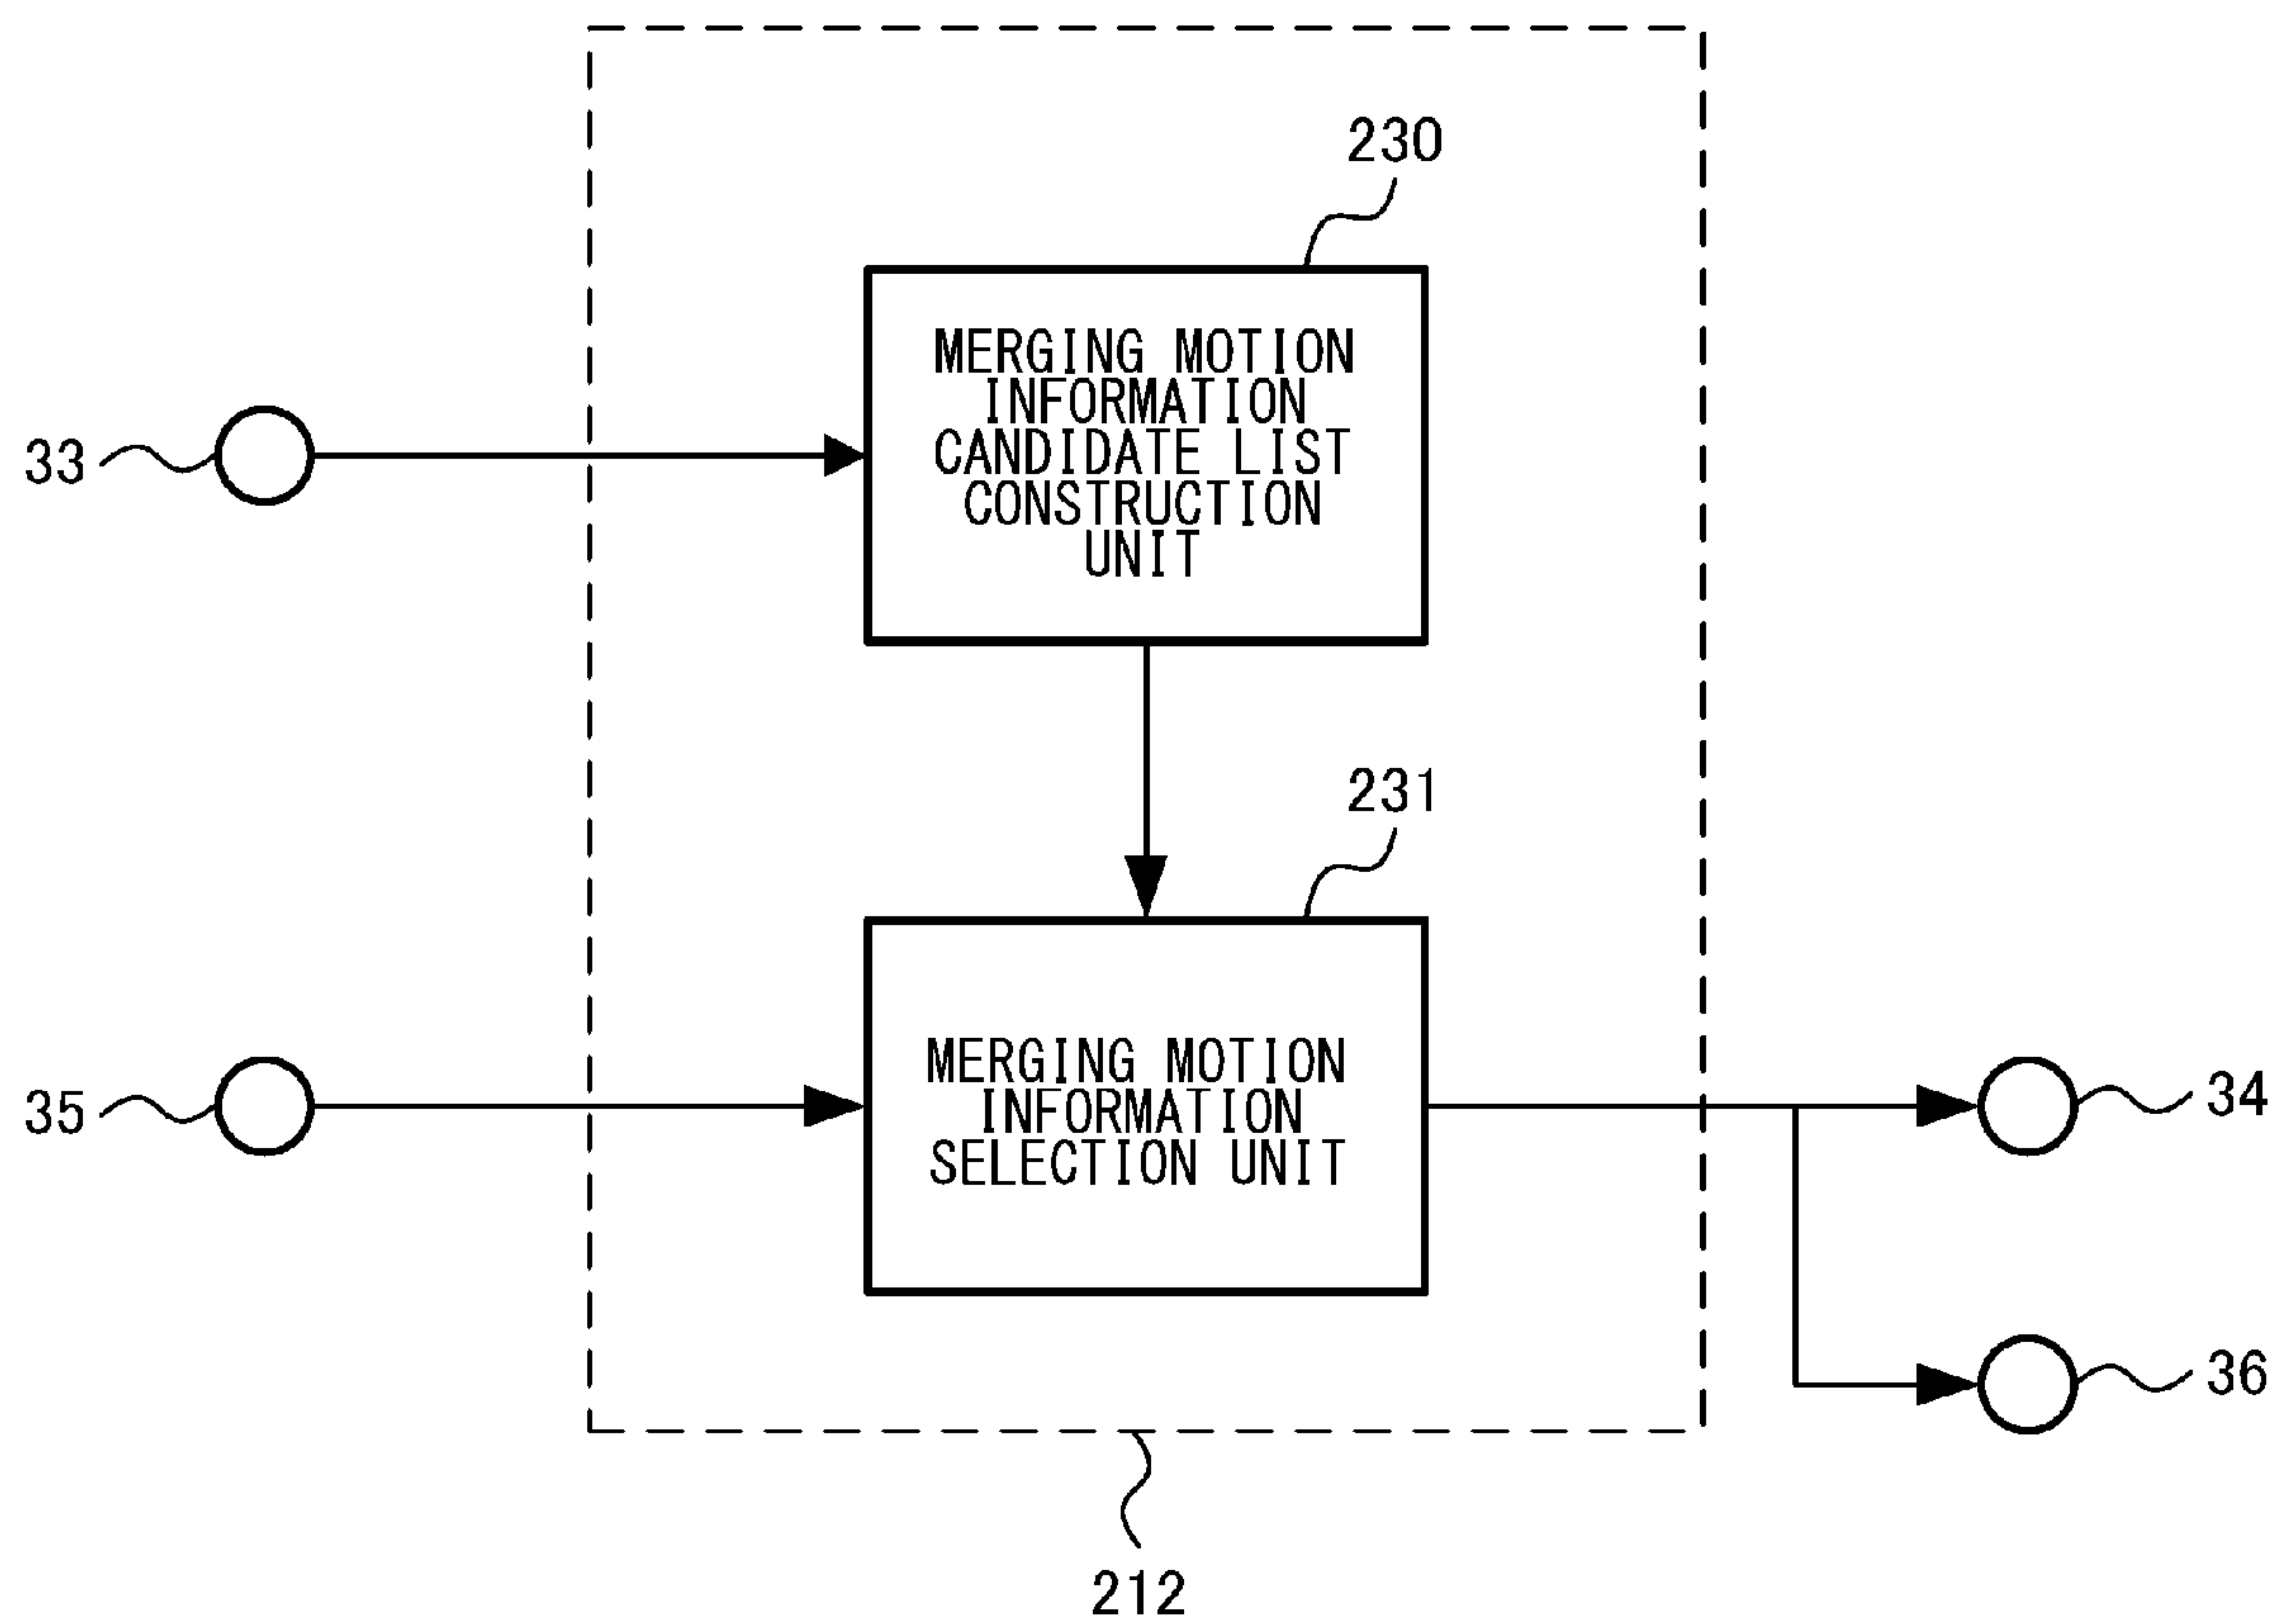 230
MERGING MOTION
INFORMATION
CANDIDATE LIST
CONSTRUCTION
UNIT
33
231
MERGING MOTION
INFORMATION
SELECTION UNIT
35
34
36
212